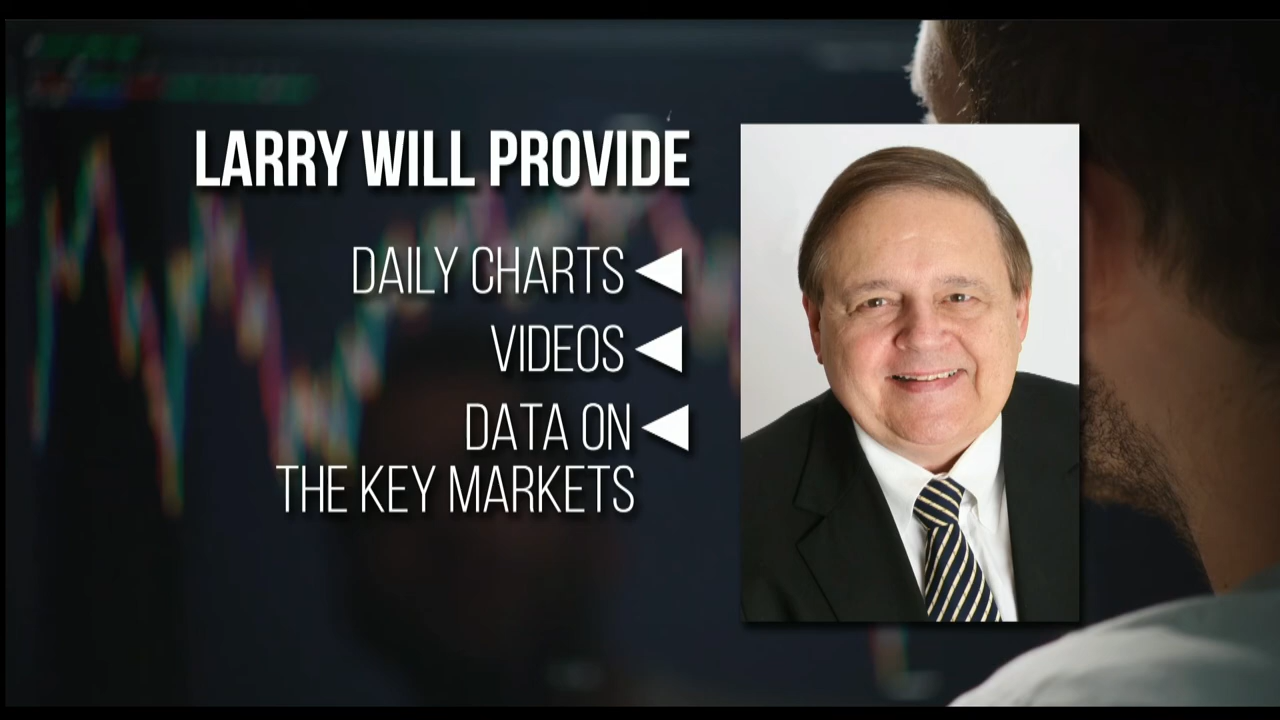 LARRY WILL PROVIDE
DAILY CHARTS
VIDEOS
DATA ON
THE KEY MARKETS